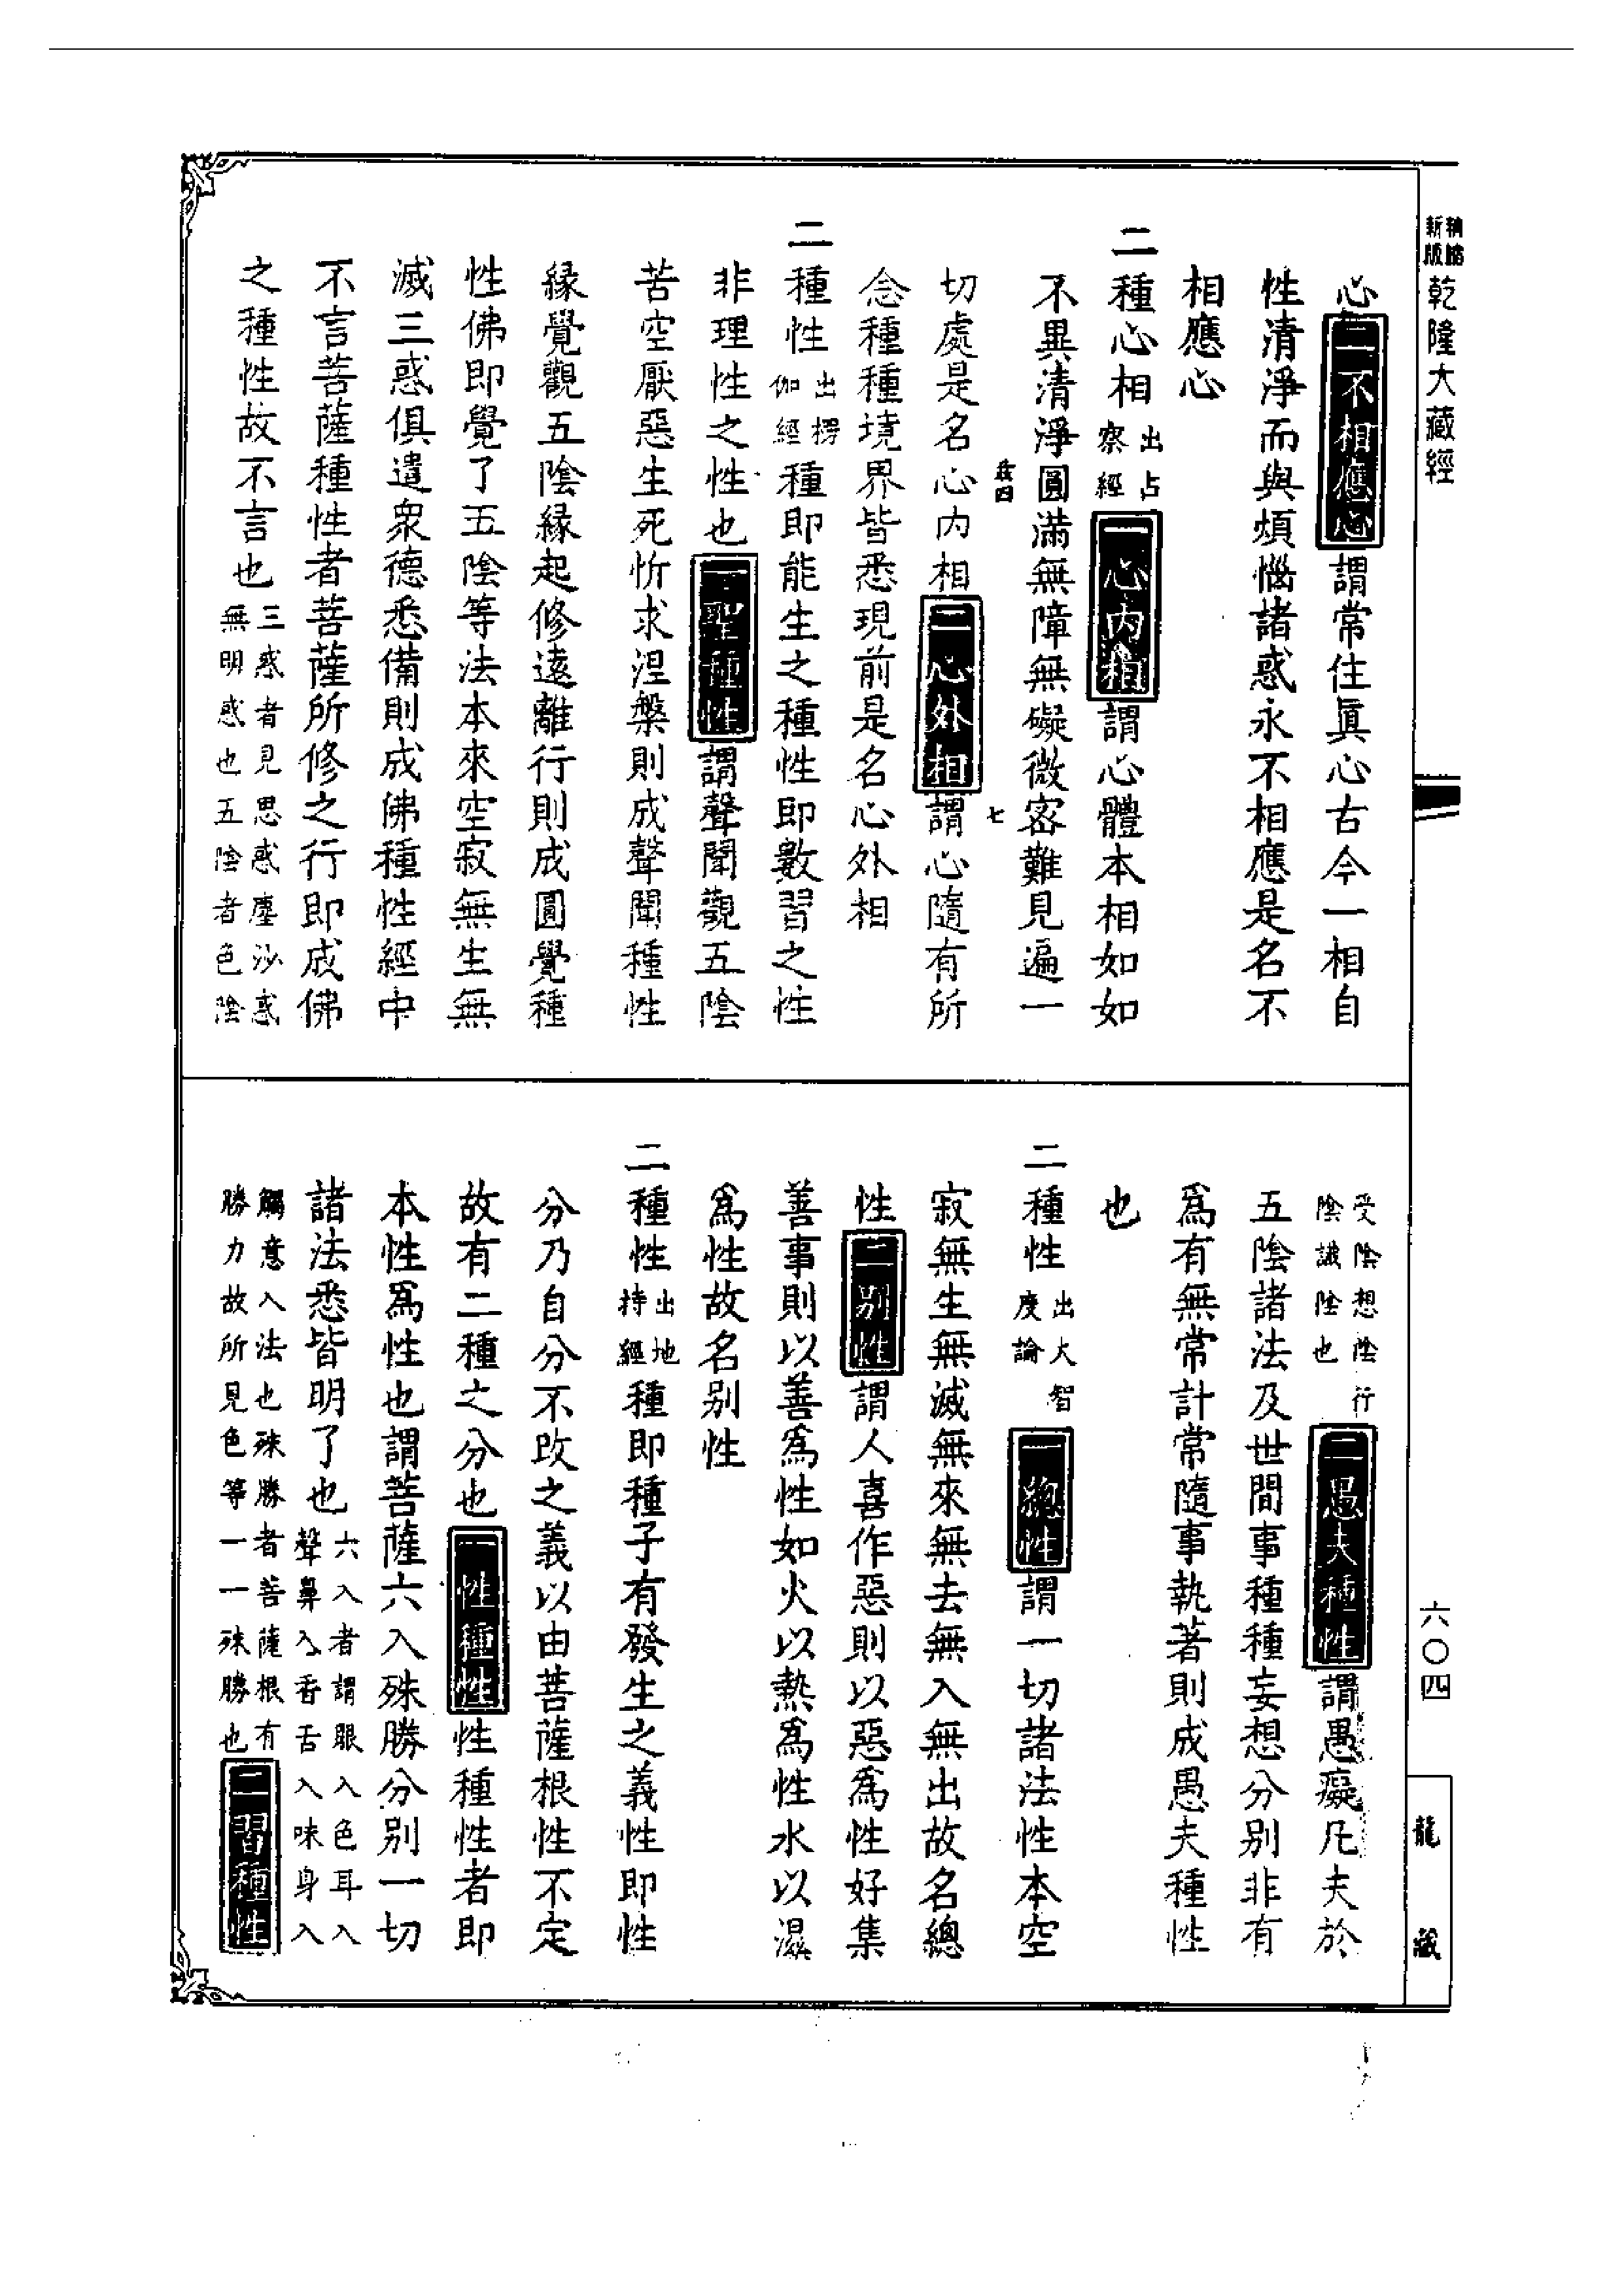 新版
精縮
乾隆大藏經
心二不相應心謂常住眞心古今一相自
性清淨而與煩惱諸惑永不相應是名不
相應心
二種心相出占察經一心內相謂心體本相如如
不異清淨圓滿無障無礙微密難見遍一
切處是名心內相二心外相謂心隨有所
念種種境界皆悉現前是名心外相
二種性出楞伽經種即能生之種性即數習之性
非理性之性也一聖種性謂聲聞觀五陰
苦空厭惡生死忻求涅槃則成聲聞種性
緣覺觀五陰緣起修遠離行則成圓覺種
性佛即覺了五陰等法本來空寂無生無
滅三惑俱遣衆德悉備則成佛種性經中
不言菩薩種性者菩薩所修之行即成佛
之種性故不言也三惑者見思惑塵沙惑無明惑也五陰者色陰
受陰想陰行陰識陰也二愚夫種性謂愚癡凡夫於
五陰諸法及世間事種種妄想分別非有
爲有無常計常隨事執著則成愚夫種性
也
二種性出大智度論一總性謂一切諸法性本空
寂無生無滅無來無去無入無出故名總
性二別性謂人喜作惡則以惡爲性好集
善事則以善爲性如火以熱爲性水以濕
爲性故名別性
二種性出地持經種即種子有發生之義性即性
分乃自分不改之義以由菩薩根性不定
故有二種之分也一性種性性種性者即
本性爲性也謂菩薩六入殊勝分別一切
諸法悉皆明了也六入者謂眼入色耳入聲鼻入香舌入味身入
觸意入法也殊勝者菩薩根有勝力故所見色等一一殊勝也二習種性
七
六〇四
龍藏